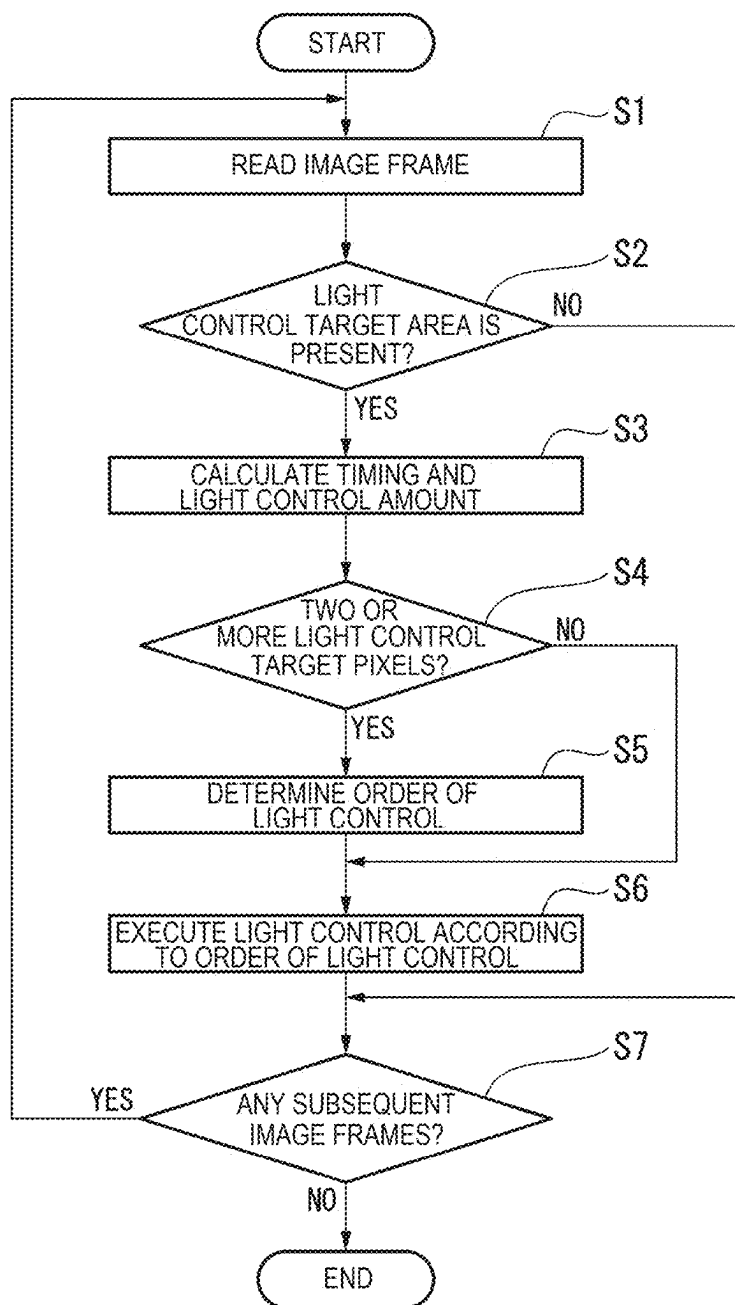 START
S1
READ IMAGE FRAME
S2
LIGHT
CONTROL TARGET AREA IS
PRESENT?
NO
YES
S3
CALCULATE TIMING AND
LIGHT CONTROL AMOUNT
S4
TWO OR
MORE LIGHT CONTROL
TARGET PIXELS?
NO
YES
S5
DETERMINE ORDER OF
LIGHT CONTROL
S6
EXECUTE LIGHT CONTROL ACCORDING
TO ORDER OF LIGHT CONTROL
S7
YES
ANY SUBSEQUENT
IMAGE FRAMES?
NO
END